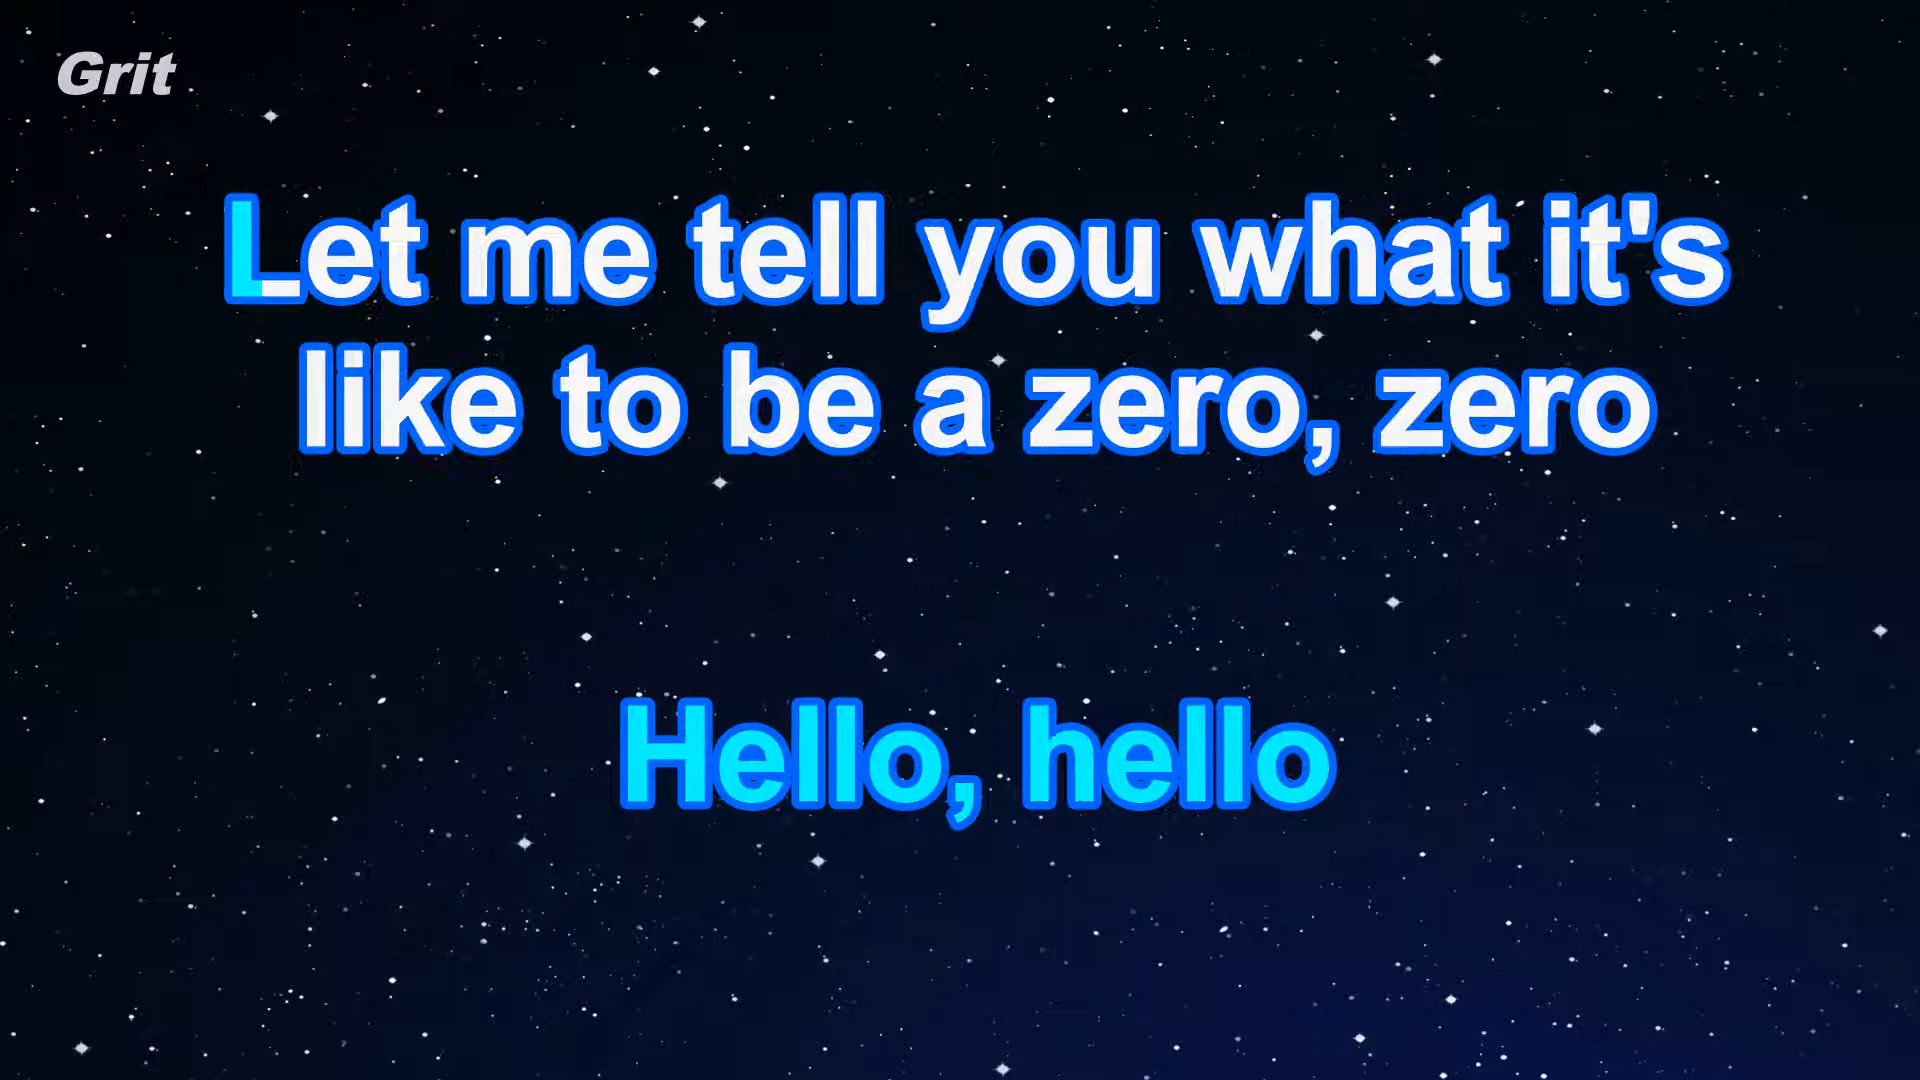 Grit
Let me tell you what it's
like to be a zero, zero
Hello, hello